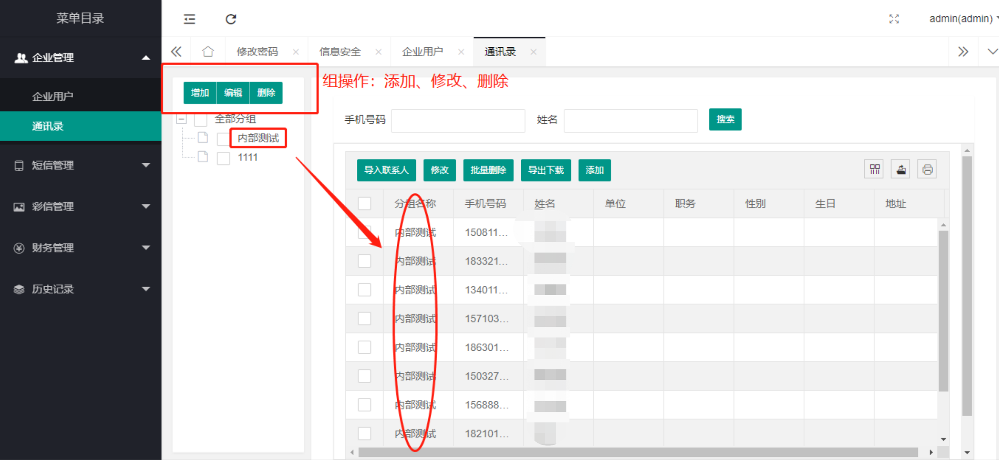 菜单目录
admin(admin)
企业管理
企业用户
通讯录
短信管理
彩信管理
财务管理
历史记录
修改密码
信息安全
企业用户
通讯录
组操作：添加、修改、删除
增加 编辑 删除
全部分组
内部测试
1111
手机号码
姓名
搜索
导入联系人 修改 批量删除 导出下载 添加
分组名称 手机号码 姓名 单位 职务 性别 生日 地址
内部测试 150811...
内部测试 183321...
内部测试 134011...
内部测试 157103...
内部测试 186301...
内部测试 150327...
内部测试 156888...
内部测试 182101...